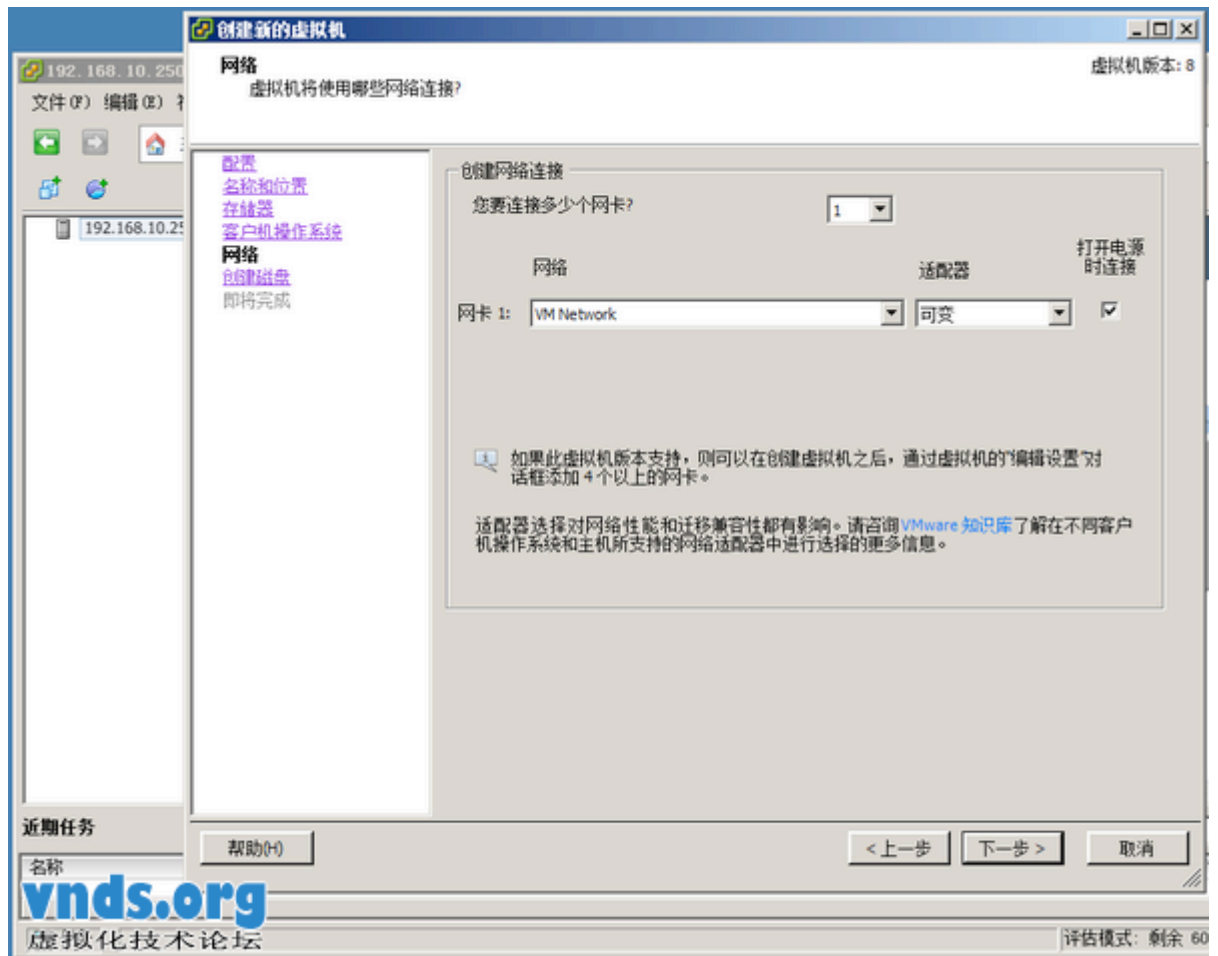 创建新的虚拟机
网络
虚拟机将使用哪些网络连接?
虚拟机版本: 8
192.168.10.250
文件(F) 编辑(E)
配置
名称和位置
存储器
客户机操作系统
网络
创建磁盘
即将完成
192.168.10.25
创建网络连接
您要连接多少个网卡?
1
网络
适配器
打开电源
时连接
网卡 1:
VM Network
可变
如果此虚拟机版本支持，则可以在创建虚拟机之后，通过虚拟机的"编辑设置"对
话框添加 4 个以上的网卡。
适配器选择对网络性能和迁移兼容性都有影响。请咨询 VMware 知识库了解在不同客户
机操作系统和主机所支持的网络适配器中进行选择的更多信息。
近期任务
名称
帮助(H)
<上一步
下一步 >
取消
vnds.org
虚拟化技术论坛
评估模式: 剩余 60